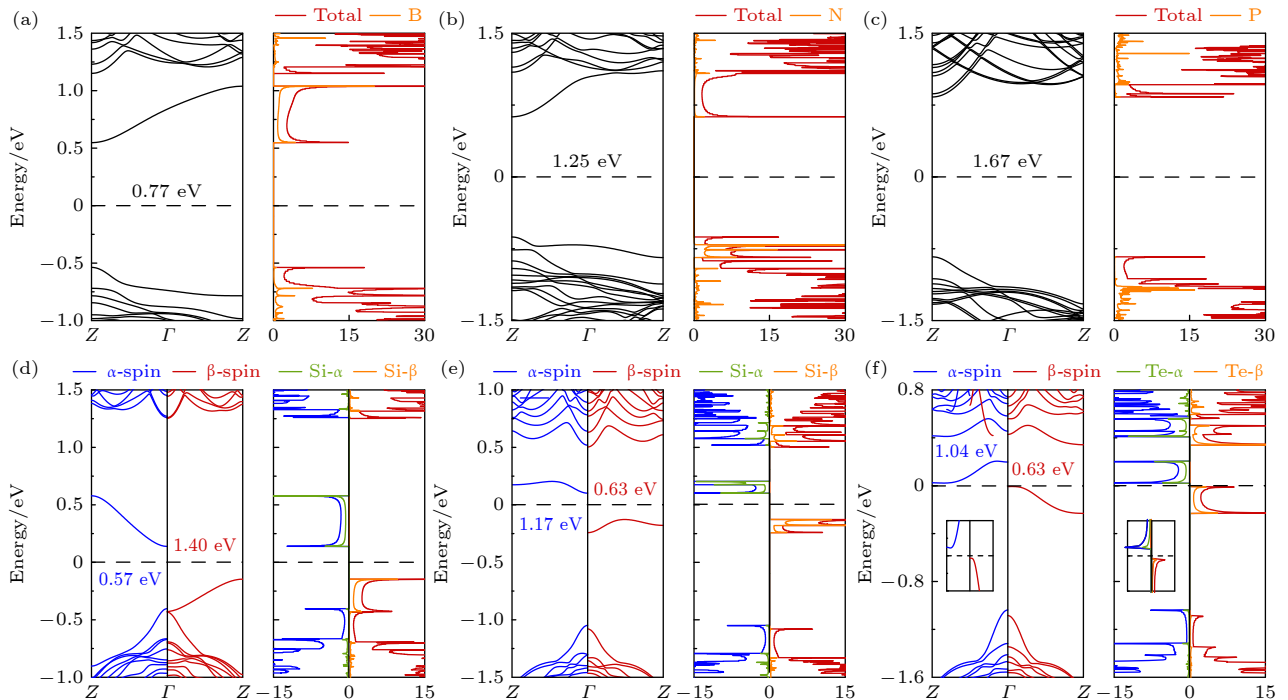 (a)
Total B
1.5
1.0
0.5
0
−0.5
−1.0
Energy/eV
0.77 eV
Z Γ Z
0 15 30
(b)
Total N
1.5
0
−1.5
Energy/eV
1.25 eV
Z Γ Z
0 15 30
(c)
Total P
1.5
0
−1.5
Energy/eV
1.67 eV
Z Γ Z
0 15 30
(d)
α-spin β-spin Si-α Si-β
1.5
1.0
0.5
0
−0.5
−1.0
Energy/eV
1.40 eV
0.57 eV
Z Γ Z
−15 0 15
(e)
α-spin β-spin Si-α Si-β
1.0
0.5
0
−0.5
−1.0
−1.5
Energy/eV
0.63 eV
1.17 eV
Z Γ Z
−15 0 15
(f)
α-spin β-spin Te-α Te-β
0.8
0
−0.8
−1.6
Energy/eV
1.04 eV
0.63 eV
Z Γ Z
−15 0 15